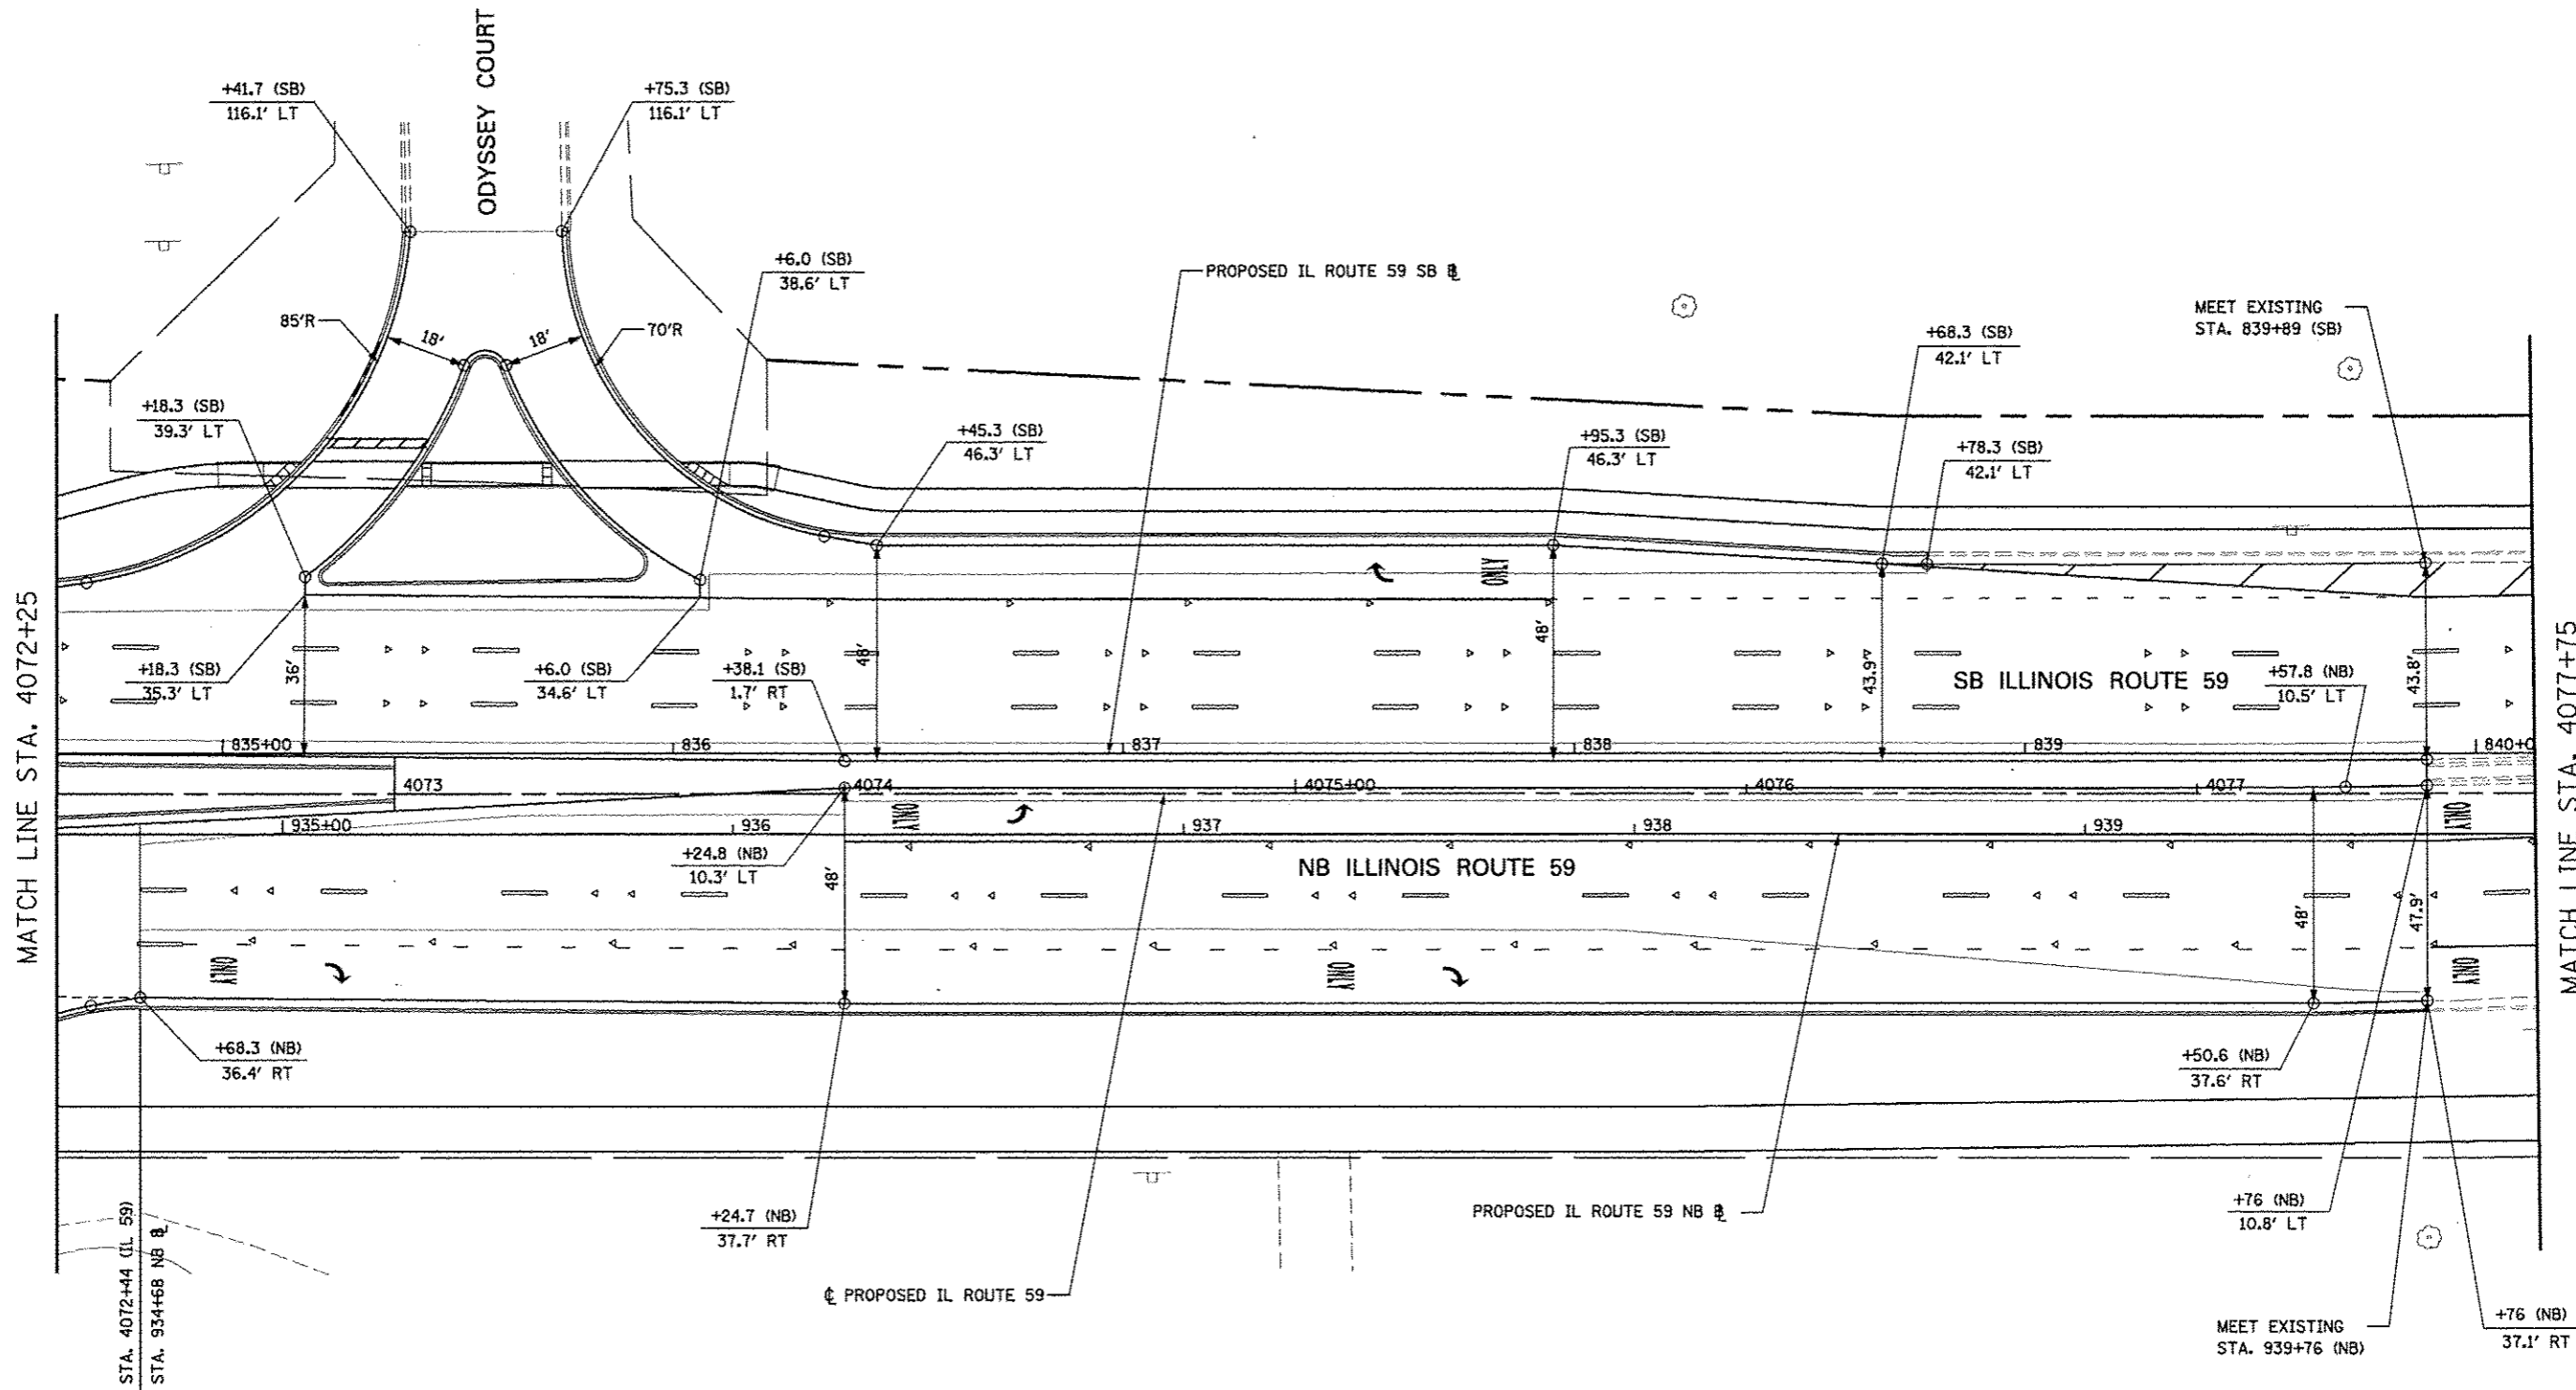 ODYSSEY COURT
+41.7 (SB)
116.1' LT
+75.3 (SB)
116.1' LT
+6.0 (SB)
38.6' LT
PROPOSED IL ROUTE 59 SB ℄
MEET EXISTING
STA. 839+89 (SB)
+68.3 (SB)
42.1' LT
85'R
18'
18'
70'R
+18.3 (SB)
39.3' LT
+45.3 (SB)
46.3' LT
+95.3 (SB)
46.3' LT
+78.3 (SB)
42.1' LT
ONLY
MATCH LINE STA. 4072+25
MATCH LINE STA. 4077+75
36'
48'
48'
43.9'
43.8'
+18.3 (SB)
35.3' LT
+6.0 (SB)
34.6' LT
+38.1 (SB)
1.7' RT
SB ILLINOIS ROUTE 59
+57.8 (NB)
10.5' LT
835+00
836
837
838
839
840+0
4073
4074
4075+00
4076
4077
ONLY
ONLY
935+00
936
937
938
939
+24.8 (NB)
10.3' LT
48'
NB ILLINOIS ROUTE 59
48'
47.9'
ONLY
ONLY
ONLY
+68.3 (NB)
36.4' RT
+50.6 (NB)
37.6' RT
+24.7 (NB)
37.7' RT
PROPOSED IL ROUTE 59 NB ℄
+76 (NB)
10.8' LT
℄ PROPOSED IL ROUTE 59
STA. 4072+44 (IL 59)
STA. 934+68 NB ℄
MEET EXISTING
STA. 939+76 (NB)
+76 (NB)
37.1' RT